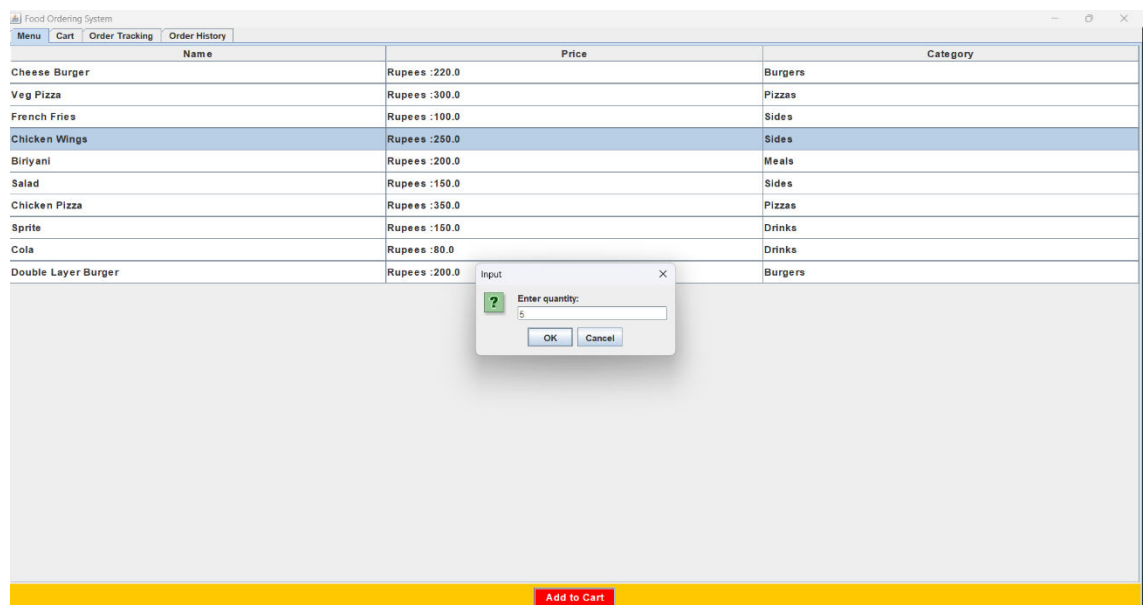 Food Ordering System
Menu Cart Order Tracking Order History
Name Price Category
Cheese Burger Rupees :220.0 Burgers
Veg Pizza Rupees :300.0 Pizzas
French Fries Rupees :100.0 Sides
Chicken Wings Rupees :250.0 Sides
Biriyani Rupees :200.0 Meals
Salad Rupees :150.0 Sides
Chicken Pizza Rupees :350.0 Pizzas
Sprite Rupees :150.0 Drinks
Cola Rupees :80.0 Drinks
Double Layer Burger Rupees :200.0 Burgers
Input
Enter quantity:
5
OK Cancel
Add to Cart